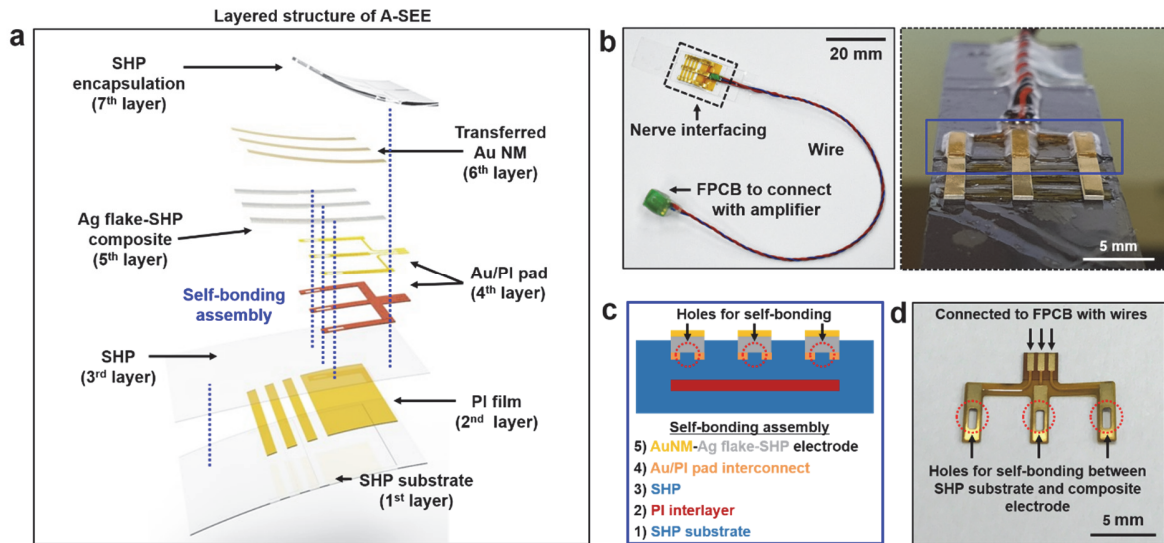 Layered structure of A-SEE
a
SHP
encapsulation
(7th layer)
Transferred
Au NM
(6th layer)
Ag flake-SHP
composite
(5th layer)
Au/PI pad
(4th layer)
Self-bonding
assembly
SHP
(3rd layer)
PI film
(2nd layer)
SHP substrate
(1st layer)
b
20 mm
Nerve interfacing
Wire
FPCB to connect
with amplifier
5 mm
c
Holes for self-bonding
Self-bonding assembly
5) AuNM-Ag flake-SHP electrode
4) Au/PI pad interconnect
3) SHP
2) PI interlayer
1) SHP substrate
d
Connected to FPCB with wires
Holes for self-bonding between
SHP substrate and composite
electrode
5 mm